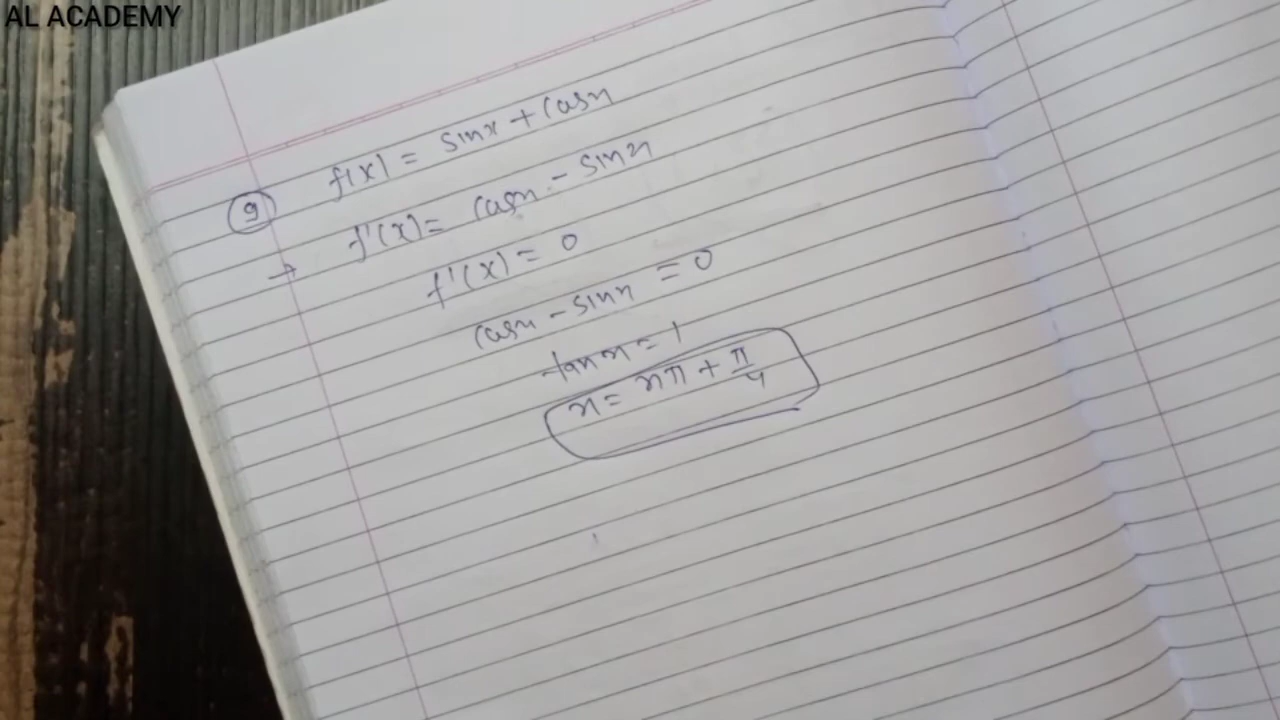 AL ACADEMY
⑨ f(x) = sinx + cosx
→ f'(x) = cosx - sinx
f'(x) = 0
cosx - sinx = 0
tanx = 1
x = nπ + π/4